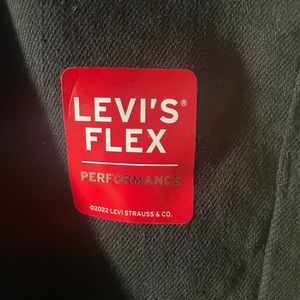 LEVI'S®
FLEX
PERFORMANCE
©2022 LEVI STRAUSS & CO.